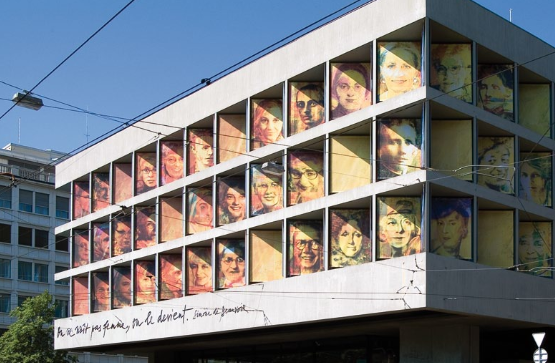 on ne naît pas femme, on le devient. Simone de Beauvoir